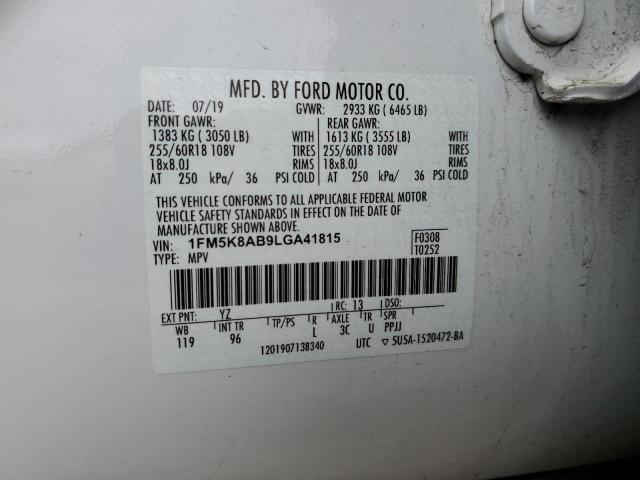 MFD. BY FORD MOTOR CO.
DATE: 07/19 GVWR: 2933 KG ( 6465 LB)
FRONT GAWR: REAR GAWR:
1383 KG ( 3050 LB) WITH 1613 KG ( 3555 LB) WITH
255/60R18 108V TIRES 255/60R18 108V TIRES
18x8.0J RIMS 18x8.0J RIMS
AT 250 kPa/ 36 PSI COLD AT 250 kPa/ 36 PSI COLD
THIS VEHICLE CONFORMS TO ALL APPLICABLE FEDERAL MOTOR
VEHICLE SAFETY STANDARDS IN EFFECT ON THE DATE OF
MANUFACTURE SHOWN ABOVE.
VIN: 1FM5K8AB9LGA41815 F0308
TYPE: MPV T0252
EXT PNT: YZ RC: 13 DSO:
WB INT TR TP/PS R AXLE TR SPR
119 96 L 3C U PPJJ
1201907138340 UTC ▽ 5U5A-1520472-BA